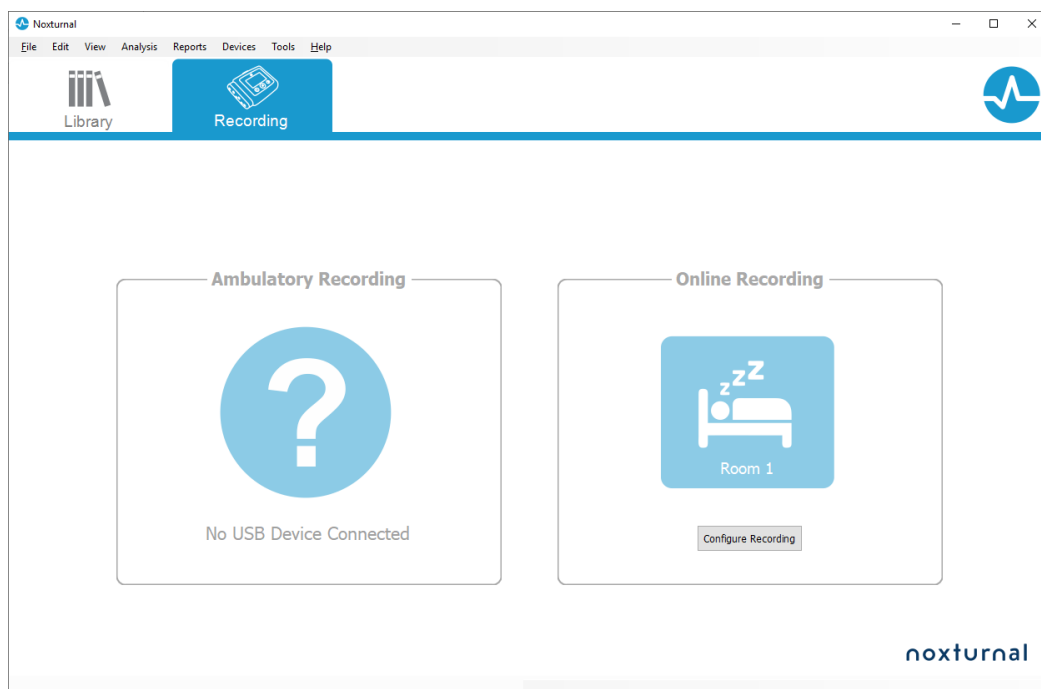 Noxturnal
File Edit View Analysis Reports Devices Tools Help
Library
Recording
Ambulatory Recording
?
No USB Device Connected
Online Recording
z z Z
Room 1
Configure Recording
noxturnal